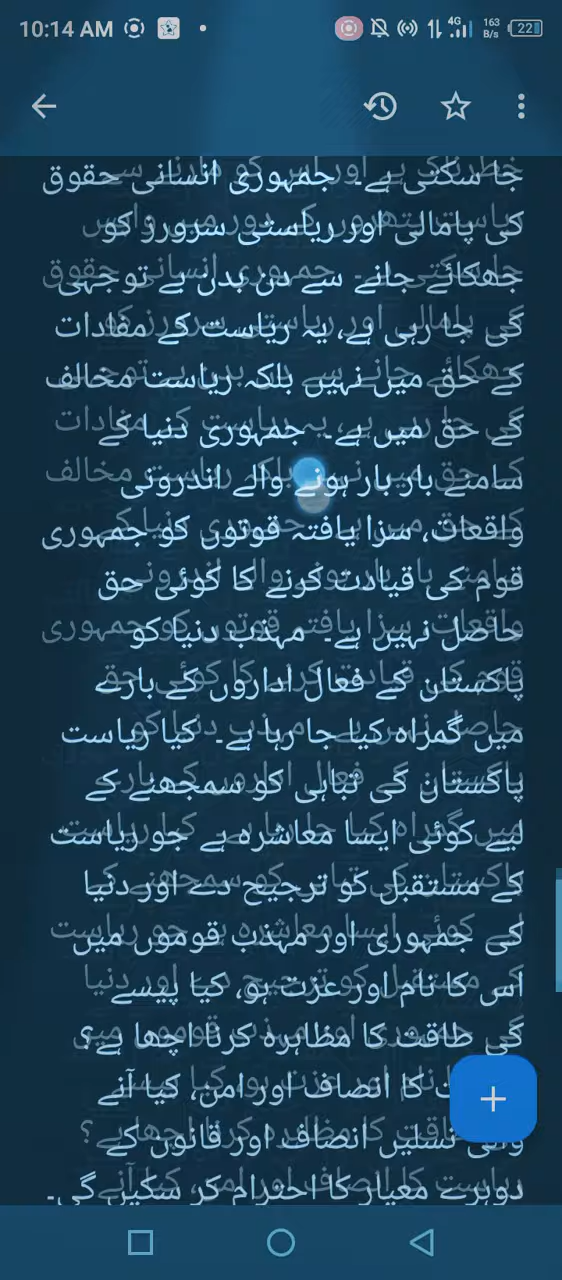 10:14 AM
4G
163 B/s
22
جا سکتی ہے۔ جمہوری انسانی حقوق
کی پامالی اور ریاستی سرورز کو
جھکائے جانے سے دن بدن بے توجہی
کی جا رہی ہے، یہ ریاست کے مفادات
کے حق میں نہیں بلکہ ریاست مخالف
کے حق میں ہے۔ جمہوری دنیا کے
سامنے بار بار ہونے والے اندرونی
واقعات، سزا یافتہ قوتوں کو جمہوری
قوم کی قیادت کرنے کا کوئی حق
حاصل نہیں ہے۔ مہذب دنیا کو
پاکستان کے فعال اداروں کے بارے
میں گمراہ کیا جا رہا ہے۔ کیا ریاست
پاکستان کی تباہی کو سمجھنے کے
لیے کوئی ایسا معاشرہ ہے جو ریاست
کے مستقبل کو ترجیح دے اور دنیا
کی جمہوری اور مہذب قوموں میں
اس کا نام اور عزت ہو، کیا پیسے
کی طاقت کا مظاہرہ کرنا اچھا ہے؟
کا انصاف اور امن، کیا آنے
والی نسلیں انصاف اور قانون کے
دوہرے معیار کا احترام کر سکیں گی۔